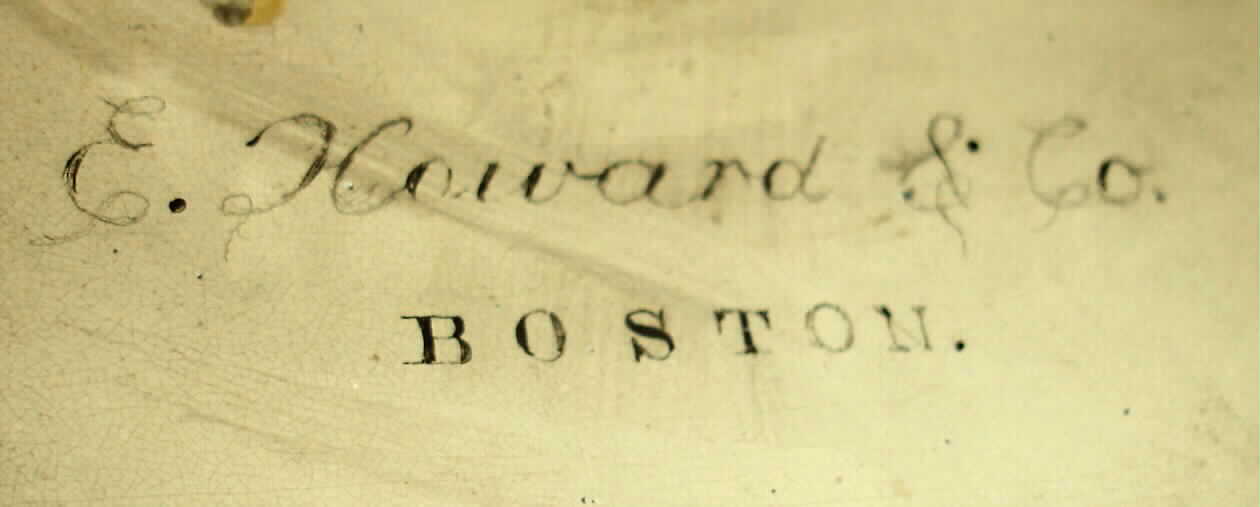 E. Howard & Co.
BOSTON.